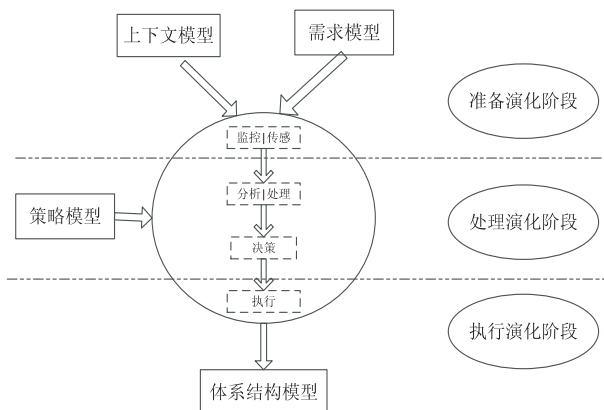 上下文模型
需求模型
准备演化阶段
监控|传感
分析|处理
策略模型
处理演化阶段
决策
执行
执行演化阶段
体系结构模型